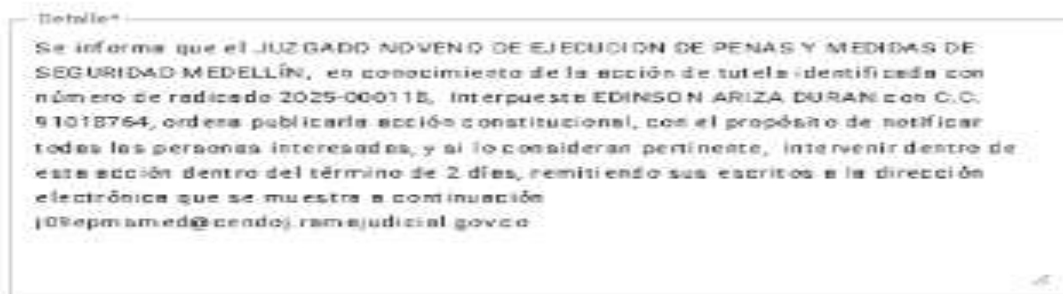 Detalle*
Se informa que el JUZGADO NOVENO DE EJECUCION DE PENAS Y MEDIDAS DE
SEGURIDAD MEDELLÍN, en conocimiento de la acción de tutela identificada con
número de radicado 2025-000118, Interpuesta EDINSON ARIZA DURAN con C.C.
91018764, ordena publicar la acción constitucional, con el propósito de notificar
todas las personas interesadas, y si lo consideran pertinente, intervenir dentro de
esta acción dentro del término de 2 días, remitiendo sus escritos a la dirección
electrónica que se muestra a continuación
j09epmsmed@cendoj.ramajudicial.gov.co